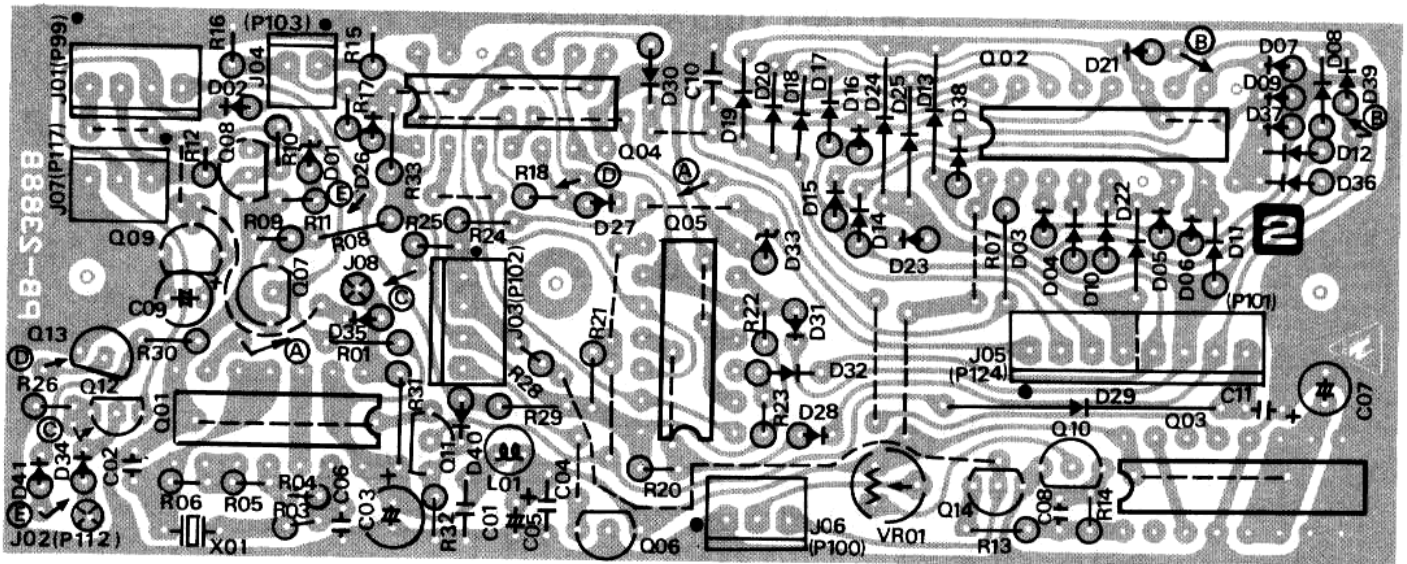 J01(P99)
R16
(P103)
J04
R15
D02
R17
D30
C10
D19
D20
D18
D17
D16
D24
D25
D13
D38
Q02
D21
B
D07
D08
D09
D39
D37
B
D12
D36
J07(P117)
R12
Q08
R10
D01
E
D26
R33
Q04
R18
D
A
D27
Q05
D15
D14
D33
D23
R07
D03
D04
D10
D22
D05
D06
D11
PB-2388B
R09
R11
R08
R25
R24
Q09
Q07
J08
C
J03(P102)
C09
D35
R01
A
R30
R28
R21
R22
D31
D32
R23
D28
(P101)
J05
(P124)
C11
C07
D29
Q03
Q13
D
R26
Q12
Q01
R31
R29
C
D34
D41
E
C02
J02(P112)
R06
R05
R04
R03
X01
C06
C03
Q11
D40
L01
R32
C01
C05
C04
R20
Q06
J06
(P100)
VR01
Q14
Q10
C08
R14
R13